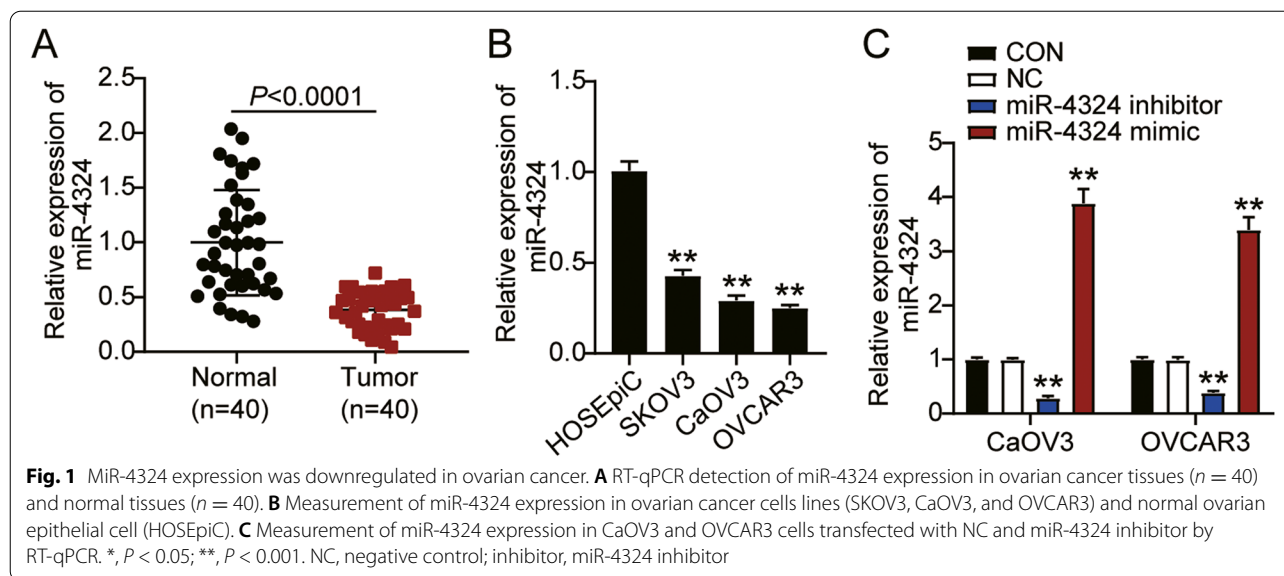 A
Relative expression of
miR-4324
2.5
2.0
1.5
1.0
0.5
0.0
P<0.0001
Normal
(n=40)
Tumor
(n=40)
B
Relative expression of
miR-4324
1.5
1.0
0.5
0.0
**
**
**
HOSEpiC
SKOV3
CaOV3
OVCAR3
C
CON
NC
miR-4324 inhibitor
miR-4324 mimic
Relative expression of
miR-4324
5
4
3
2
1
0
**
**
**
**
CaOV3
OVCAR3
Fig. 1 MiR-4324 expression was downregulated in ovarian cancer. A RT-qPCR detection of miR-4324 expression in ovarian cancer tissues (n = 40)
and normal tissues (n = 40). B Measurement of miR-4324 expression in ovarian cancer cells lines (SKOV3, CaOV3, and OVCAR3) and normal ovarian
epithelial cell (HOSEpiC). C Measurement of miR-4324 expression in CaOV3 and OVCAR3 cells transfected with NC and miR-4324 inhibitor by
RT-qPCR. *, P < 0.05; **, P < 0.001. NC, negative control; inhibitor, miR-4324 inhibitor